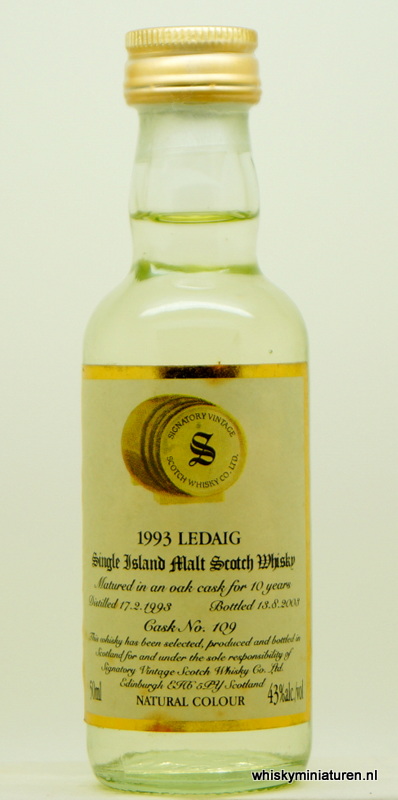 SIGNATORY VINTAGE
SCOTCH WHISKY CO. LTD.
S
1993 LEDAIG
Single Island Malt Scotch Whisky
Matured in an oak cask for 10 years
Distilled 17.2.1993 Bottled 13.8.2003
Cask No. 109
This whisky has been selected, produced and bottled in
Scotland for and under the sole responsibility of
Signatory Vintage Scotch Whisky Co. Ltd.
Edinburgh EH6 5PY Scotland
50ml 43%alc./vol
NATURAL COLOUR
whiskyminiaturen.nl